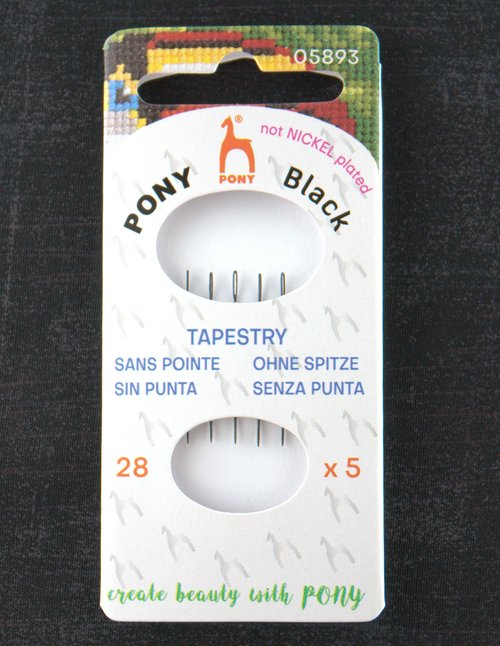 05893
not NICKEL plated
®
PONY
PONY Black
TAPESTRY
SANS POINTE OHNE SPITZE
SIN PUNTA SENZA PUNTA
28 x 5
create beauty with PONY